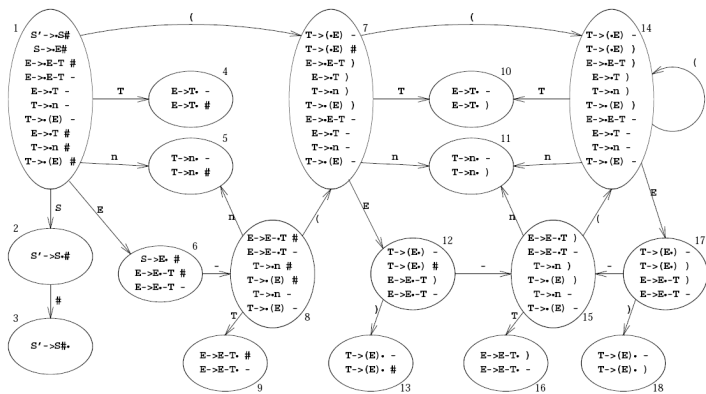 1
S'->•S#
S->•E#
E->•E-T #
E->•E-T -
E->•T -
T->•n -
T->•(E) -
E->•T #
T->•n #
T->•(E) #
(
7
T->(•E) -
T->(•E) #
E->•E-T )
E->•T )
T->•n )
T->•(E) )
E->•E-T -
E->•T -
T->•n -
T->•(E) -
(
14
T->(•E) -
T->(•E) )
E->•E-T )
E->•T )
T->•n )
T->•(E) )
E->•E-T -
E->•T -
T->•n -
T->•(E) -
(
T
4
E->T• -
E->T• #
T
10
E->T• -
E->T• )
T
n
5
T->n• -
T->n• #
n
11
T->n• -
T->n• )
n
S
E
2
S'->S•#
#
3
S'->S#•
6
S->E• #
E->E•-T #
E->E•-T -
-
n
(
8
E->E-•T #
E->E-•T -
T->•n #
T->•(E) #
T->•n -
T->•(E) -
T
E
12
T->(E•) -
T->(E•) #
E->E•-T )
E->E•-T -
-
)
n
(
15
E->E-•T )
E->E-•T -
T->•n )
T->•(E) )
T->•n -
T->•(E) -
T
E
17
T->(E•) -
T->(E•) )
E->E•-T )
E->E•-T -
-
)
9
E->E-T• #
E->E-T• -
13
T->(E)• -
T->(E)• #
16
E->E-T• )
E->E-T• -
18
T->(E)• -
T->(E)• )